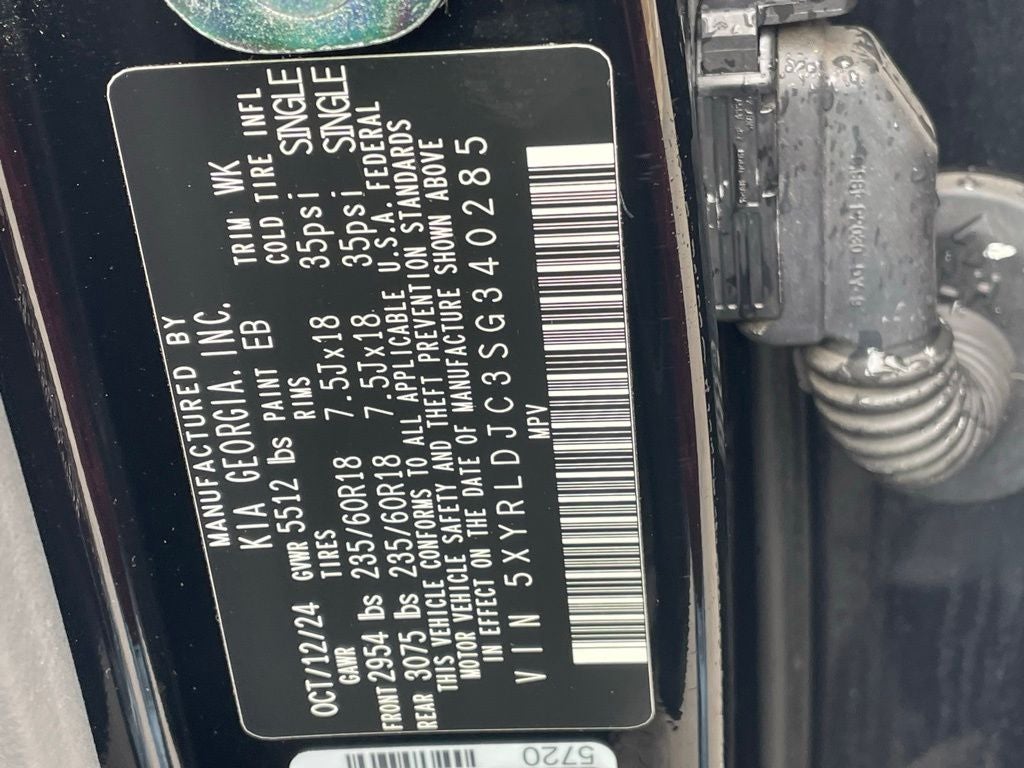 MANUFACTURED BY
KIA GEORGIA, INC.
OCT/12/24 GVWR 5512 lbs PAINT EB TRIM WK
GAWR TIRES RIMS COLD TIRE INFL
FRONT 2954 lbs 235/60R18 7.5Jx18 35psi SINGLE
REAR 3075 lbs 235/60R18 7.5Jx18 35psi SINGLE
THIS VEHICLE CONFORMS TO ALL APPLICABLE U.S.A. FEDERAL
MOTOR VEHICLE SAFETY AND THEFT PREVENTION STANDARDS
IN EFFECT ON THE DATE OF MANUFACTURE SHOWN ABOVE
VIN 5XYRLDJC3SG340285
MPV
5720